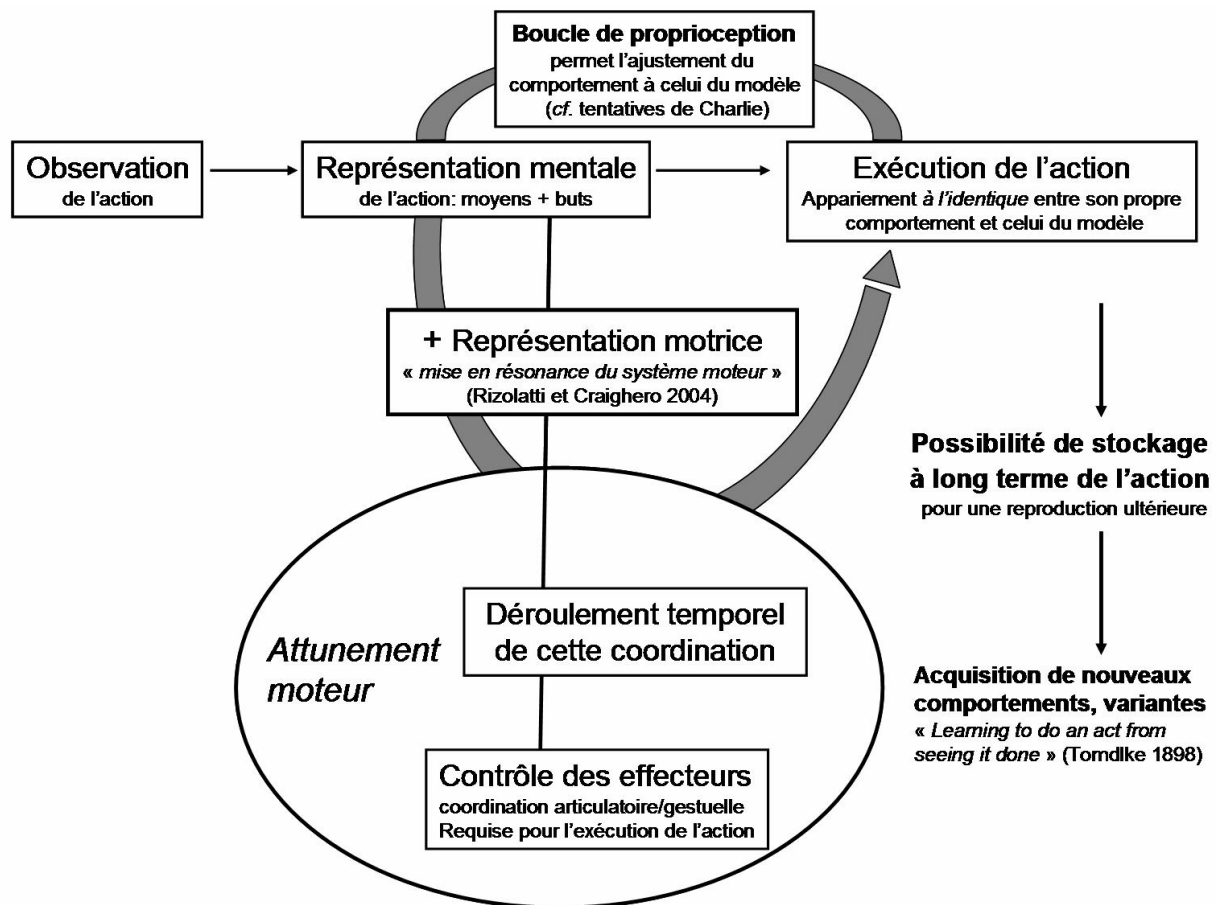 Boucle de proprioception
permet l'ajustement du
comportement à celui du modèle
(cf. tentatives de Charlie)
Observation
de l'action
Représentation mentale
de l'action: moyens + buts
Exécution de l'action
Appariement à l'identique entre son propre
comportement et celui du modèle
+ Représentation motrice
« mise en résonance du système moteur »
(Rizolatti et Craighero 2004)
Possibilité de stockage
à long terme de l'action
pour une reproduction ultérieure
Attunement
moteur
Déroulement temporel
de cette coordination
Contrôle des effecteurs
coordination articulatoire/gestuelle
Requise pour l'exécution de l'action
Acquisition de nouveaux
comportements, variantes
« Learning to do an act from
seeing it done » (Torndlke 1898)